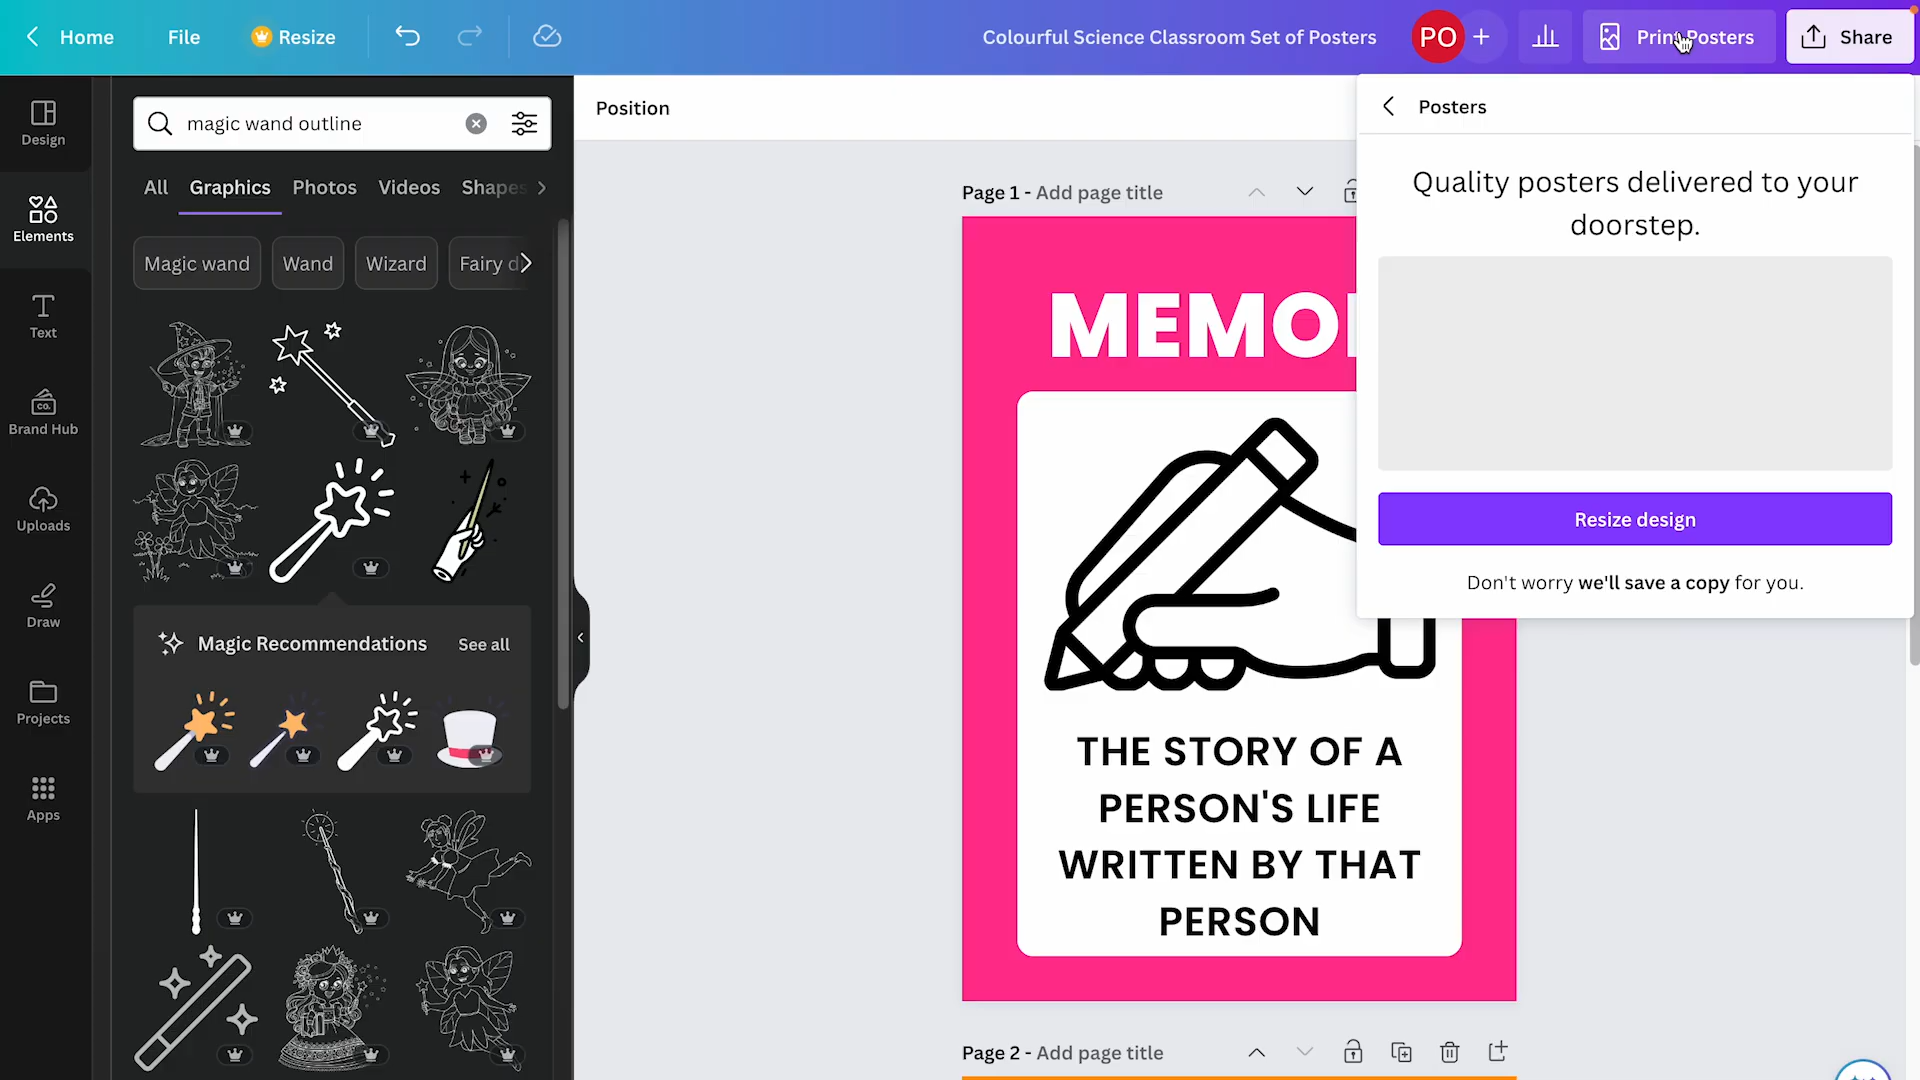 Home
File
Resize
Colourful Science Classroom Set of Posters
PO
Print Posters
Share
Design
Elements
Text
Brand Hub
Uploads
Draw
Projects
Apps
CO.
magic wand outline
All
Graphics
Photos
Videos
Shapes
Magic wand
Wand
Wizard
Fairy d
Magic Recommendations
See all
Position
Page 1 - Add page title
MEMO
THE STORY OF A
PERSON'S LIFE
WRITTEN BY THAT
PERSON
Page 2 - Add page title
Posters
Quality posters delivered to your
doorstep.
Resize design
Don't worry we'll save a copy for you.